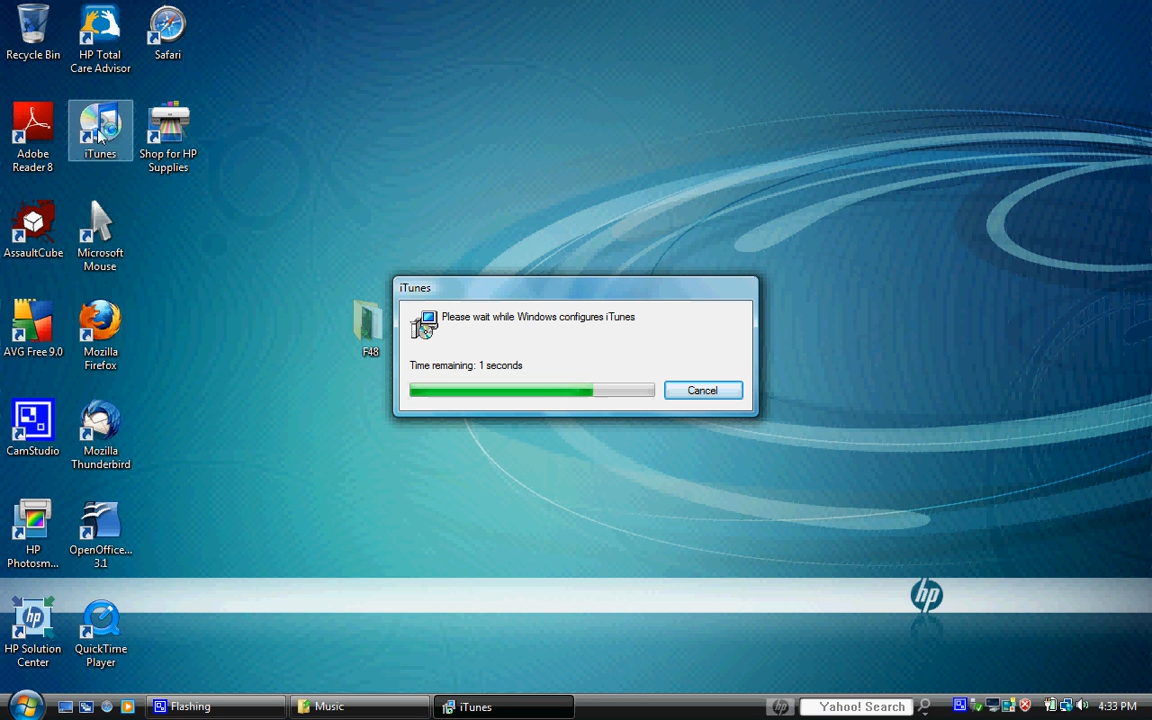 Recycle Bin
HP Total
Care Advisor
Safari
Adobe
Reader 8
iTunes
Shop for HP
Supplies
AssaultCube
Microsoft
Mouse
AVG Free 9.0
Mozilla
Firefox
F48
CamStudio
Mozilla
Thunderbird
HP
Photosm...
OpenOffice...
3.1
HP Solution
Center
QuickTime
Player
iTunes
Please wait while Windows configures iTunes
Time remaining: 1 seconds
Cancel
hp
Flashing
Music
iTunes
hp
Yahoo! Search
4:33 PM